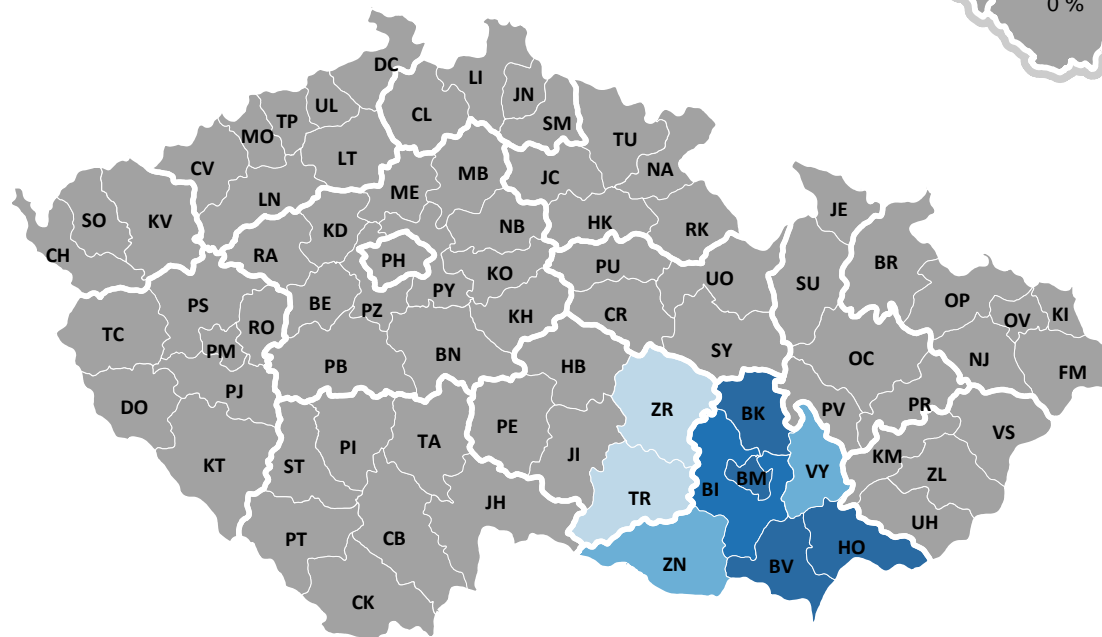 0 %
DC
LI
JN
CL
UL
TP
MO
SM
TU
CV
LT
NA
MB
JC
ME
LN
SO
KV
HK
NB
RK
KD
JE
CH
RA
PH
PU
KO
UO
BR
SU
PY
BE
PZ
PS
OP
KH
CR
OV
KI
RO
TC
PM
SY
BN
OC
NJ
PB
HB
FM
PJ
DO
ZR
BK
PV
PR
PE
VS
TA
PI
JI
KM
KT
ST
VY
BM
ZL
BI
TR
JH
UH
PT
CB
HO
ZN
BV
CK